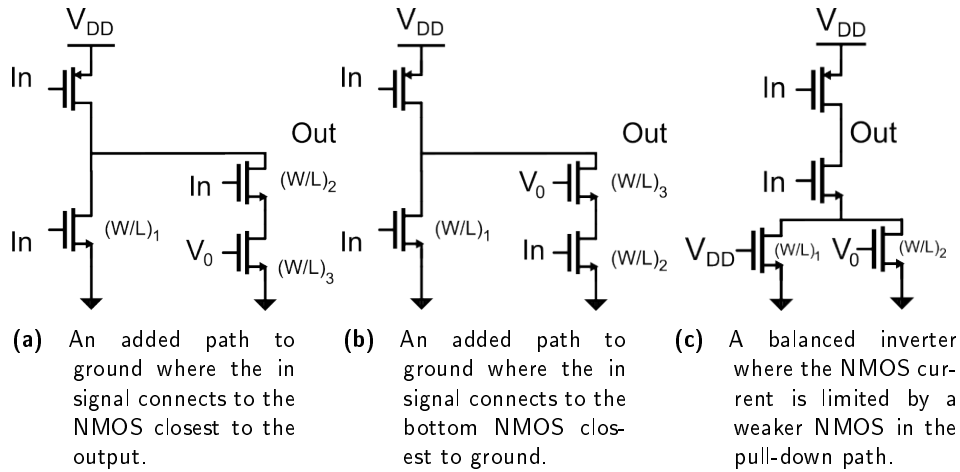 V_DD
In
Out
In
(W/L)_2
In
(W/L)_1
V_0
(W/L)_3
(a) An added path to
ground where the in
signal connects to the
NMOS closest to the
output.
V_DD
In
Out
V_0
(W/L)_3
In
(W/L)_1
In
(W/L)_2
(b) An added path to
ground where the in
signal connects to the
bottom NMOS clos-
est to ground.
V_DD
In
Out
In
V_DD
(W/L)_1
V_0
(W/L)_2
(c) A balanced inverter
where the NMOS cur-
rent is limited by a
weaker NMOS in the
pull-down path.